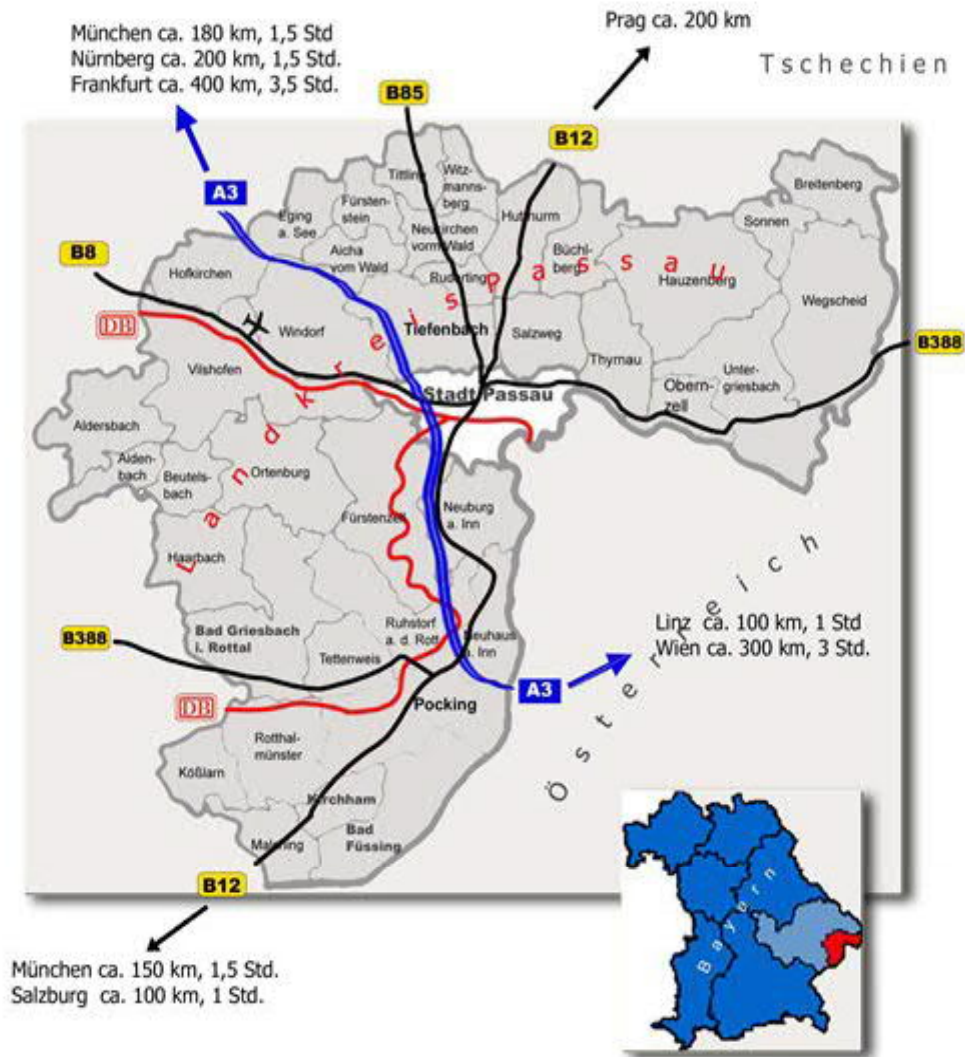 München ca. 180 km, 1,5 Std
Nürnberg ca. 200 km, 1,5 Std.
Frankfurt ca. 400 km, 3,5 Std.
Prag ca. 200 km
Tschechien
B85
B12
A3
B8
DB
B388
Tittling
Witz-
manns-
berg
Fürsten-
stein
Eging
a. See
Neukirchen
vorm Wald
Hutthurm
Büchl-
berg
Breitenberg
Sonnen
Hofkirchen
Aicha
vom Wald
Ruderting
Hauzenberg
Wegscheid
Windorf
Tiefenbach
Salzweg
Thyrnau
Vilshofen
Stadt Passau
Obern-
zell
Unter-
griesbach
Landkreis Passau
Aldersbach
Aiden-
bach
Beutels-
bach
Ortenburg
Fürstenzell
Neuburg
a. Inn
Haarbach
Bad Griesbach
i. Rottal
Ruhstorf
a. d. Rott
Neuhaus
a. Inn
B388
Tettenweis
DB
Pocking
A3
Linz ca. 100 km, 1 Std
Wien ca. 300 km, 3 Std.
Österreich
Rotthal-
münster
Kößlarn
Kirchham
Bad
Füssing
Malching
B12
München ca. 150 km, 1,5 Std.
Salzburg ca. 100 km, 1 Std.
Bayern